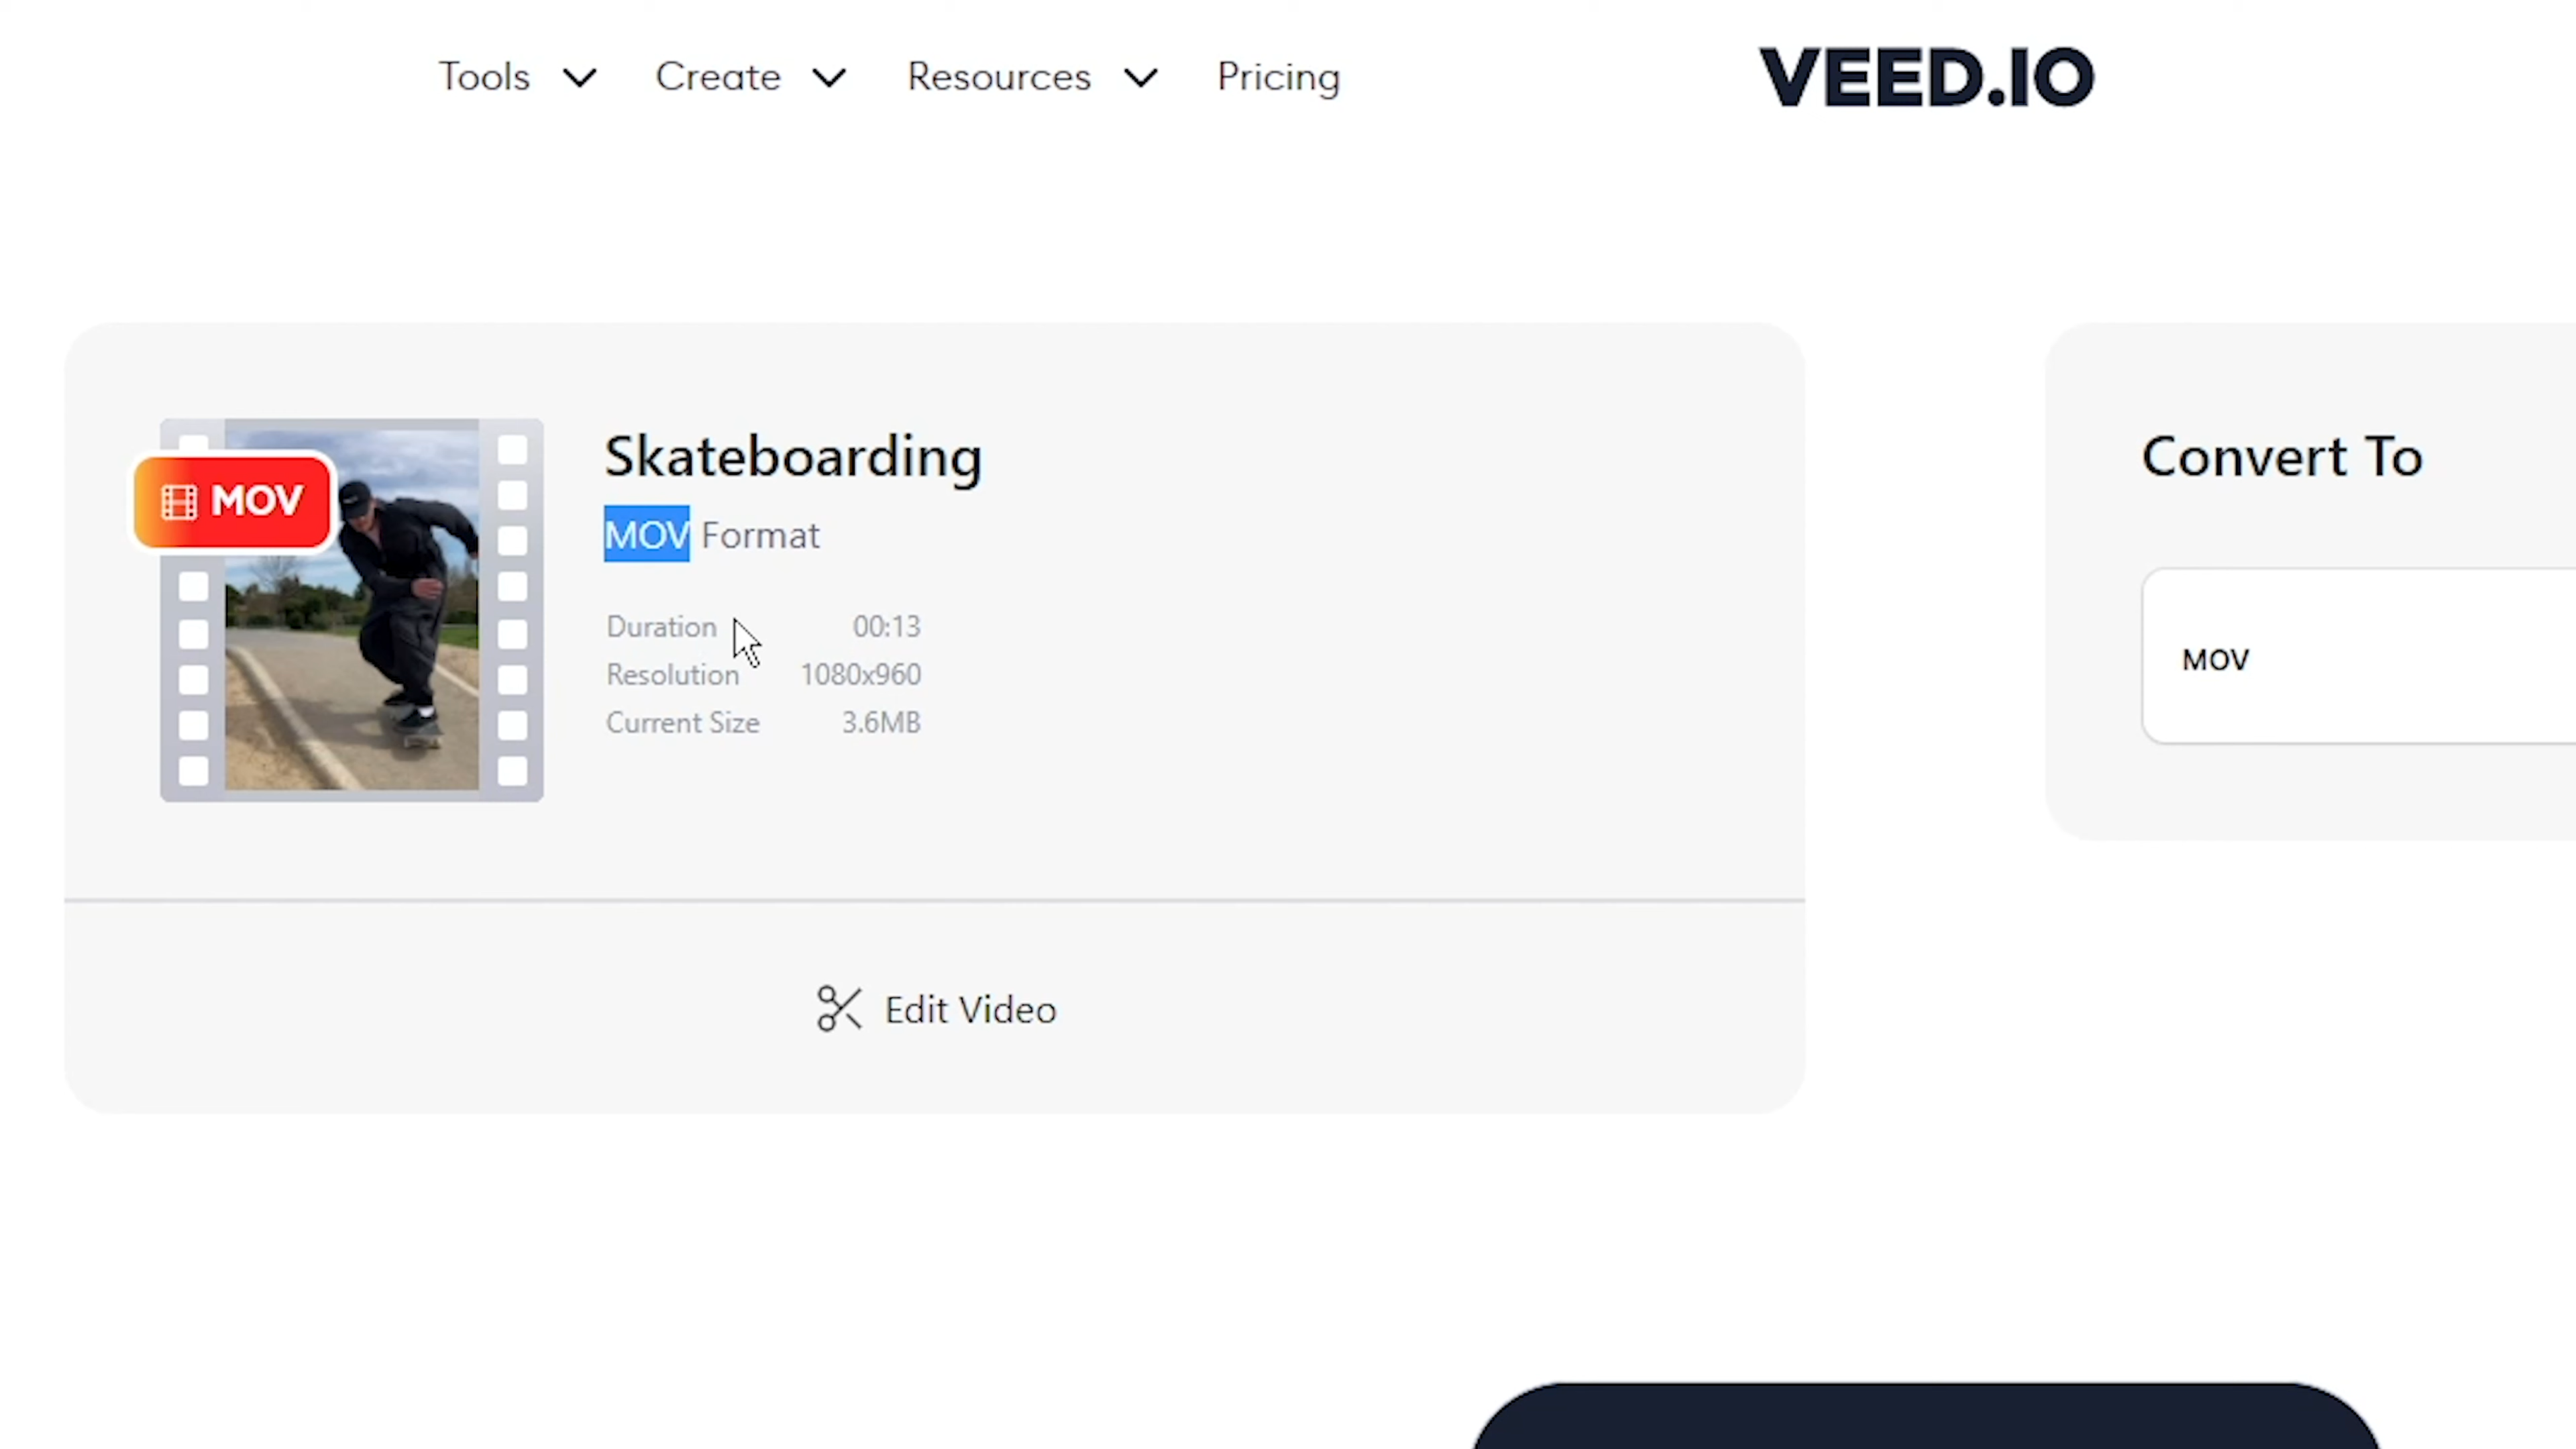 Tools Create Resources Pricing VEED.IO
MOV
Skateboarding
MOV Format
Duration 00:13
Resolution 1080x960
Current Size 3.6MB
Edit Video
Convert To
MOV